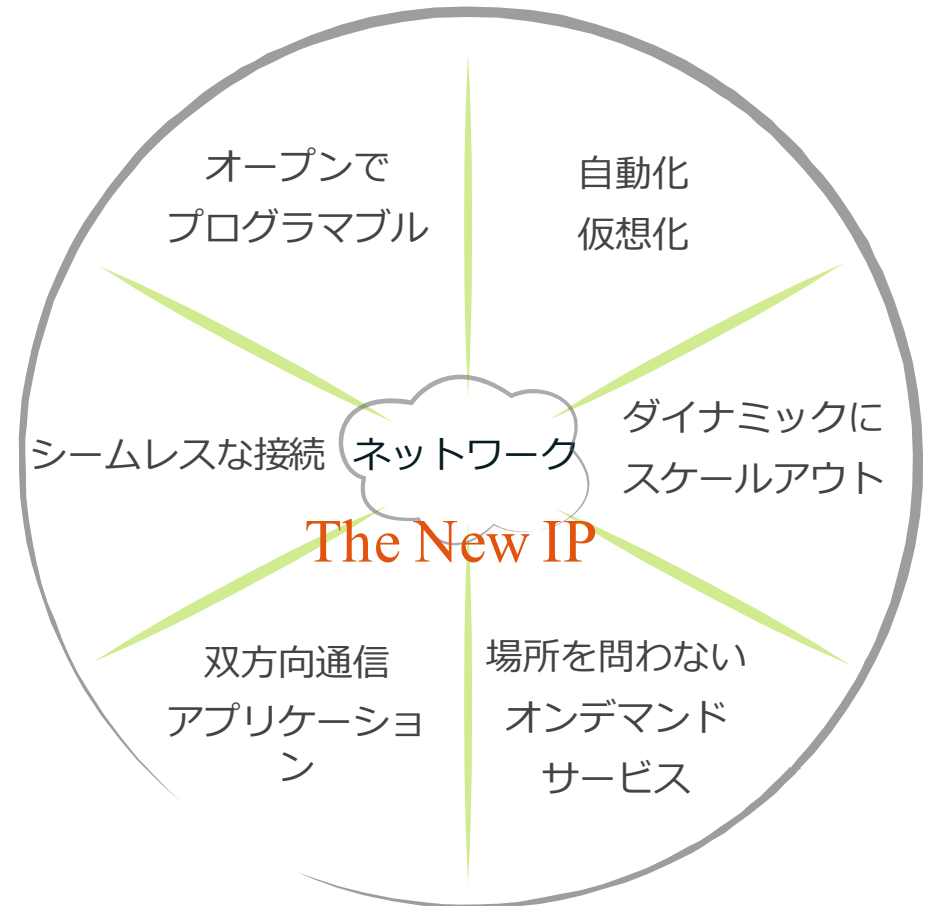 オープンで
プログラマブル
自動化
仮想化
シームレスな接続
ネットワーク
ダイナミックに
スケールアウト
The New IP
双方向通信
アプリケーショ
ン
場所を問わない
オンデマンド
サービス